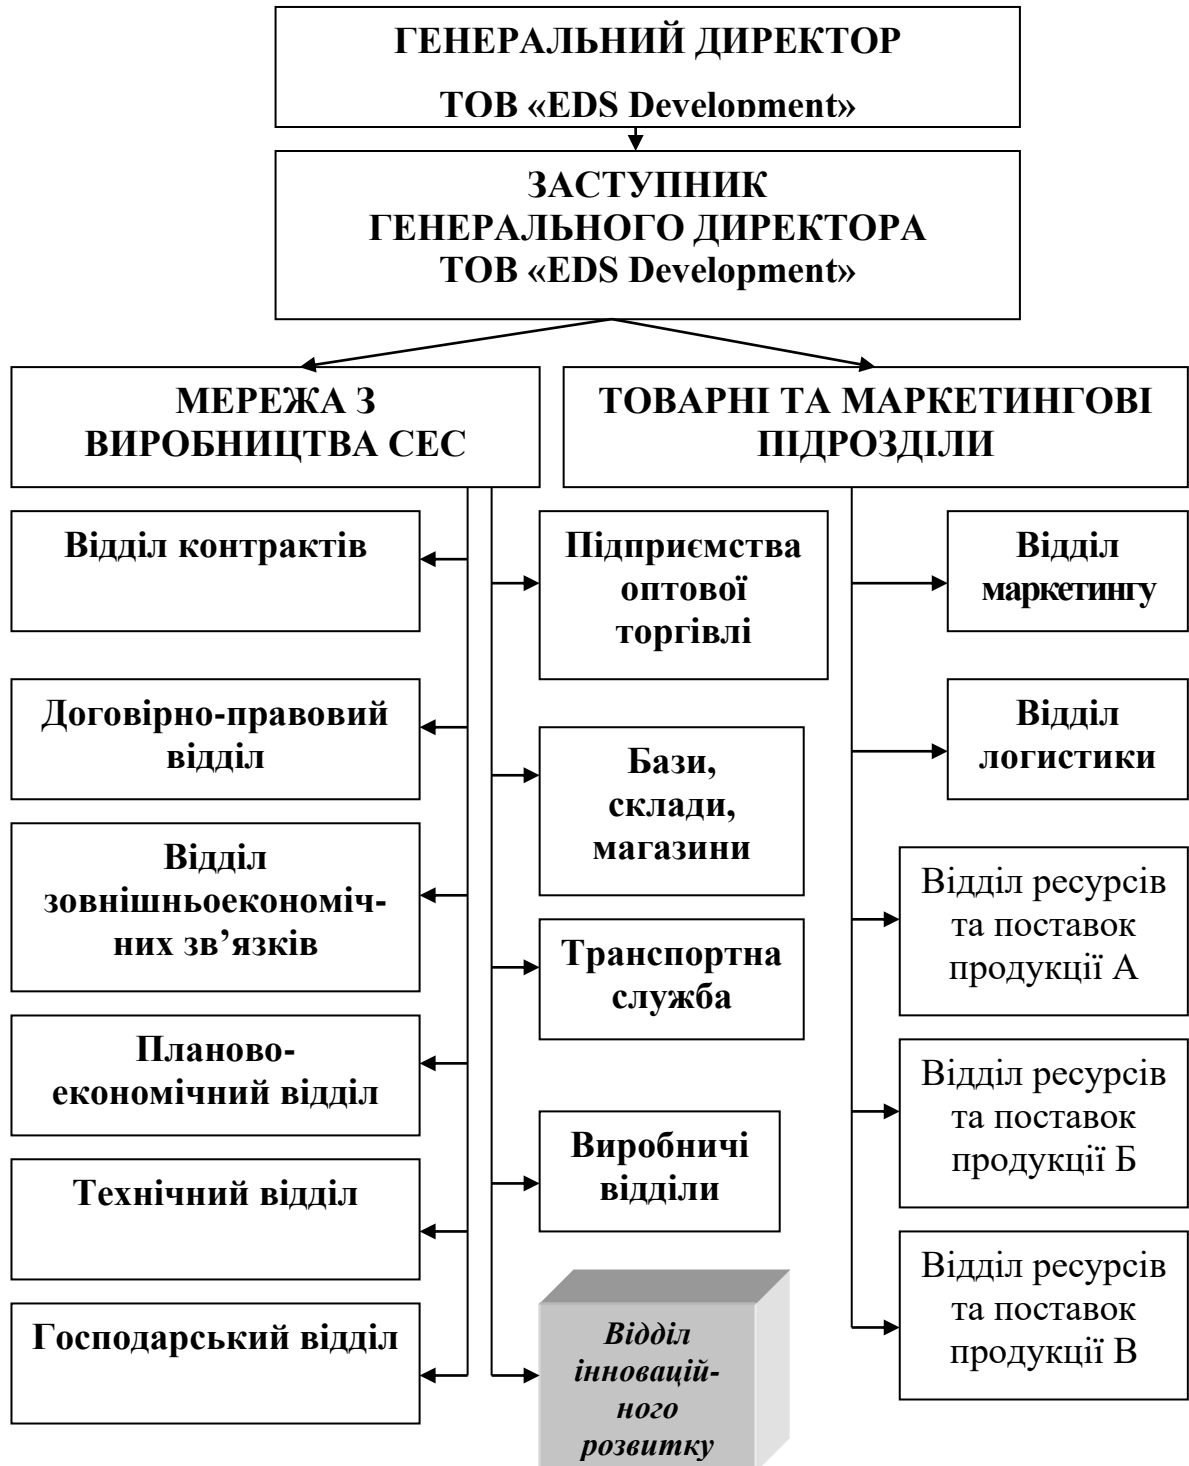 ГЕНЕРАЛЬНИЙ ДИРЕКТОР
ТОВ «EDS Development»
ЗАСТУПНИК
ГЕНЕРАЛЬНОГО ДИРЕКТОРА
ТОВ «EDS Development»
МЕРЕЖА З
ВИРОБНИЦТВА СЕС
ТОВАРНІ ТА МАРКЕТИНГОВІ
ПІДРОЗДІЛИ
Відділ контрактів
Договірно-правовий
відділ
Відділ
зовнішньоекономіч-
них зв’язків
Планово-
економічний відділ
Технічний відділ
Господарський відділ
Підприємства
оптової
торгівлі
Бази,
склади,
магазини
Транспортна
служба
Виробничі
відділи
Відділ
інновацій-
ного
розвитку
Відділ
маркетингу
Відділ
логистики
Відділ ресурсів
та поставок
продукції А
Відділ ресурсів
та поставок
продукції Б
Відділ ресурсів
та поставок
продукції В